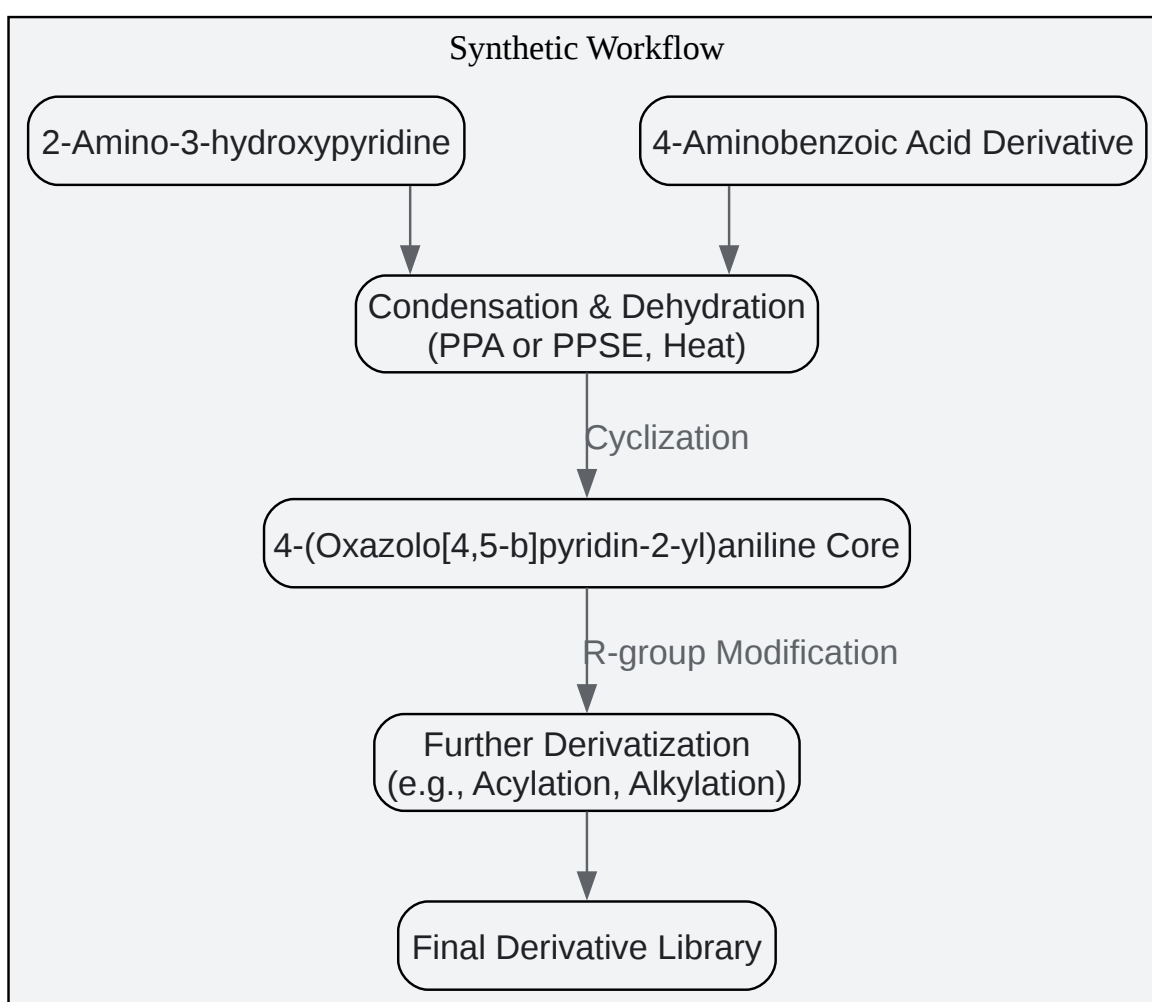 Synthetic Workflow
2-Amino-3-hydroxypyridine
4-Aminobenzoic Acid Derivative
Condensation & Dehydration
(PPA or PPSE, Heat)
Cyclization
4-(Oxazolo[4,5-b]pyridin-2-yl)aniline Core
R-group Modification
Further Derivatization
(e.g., Acylation, Alkylation)
Final Derivative Library